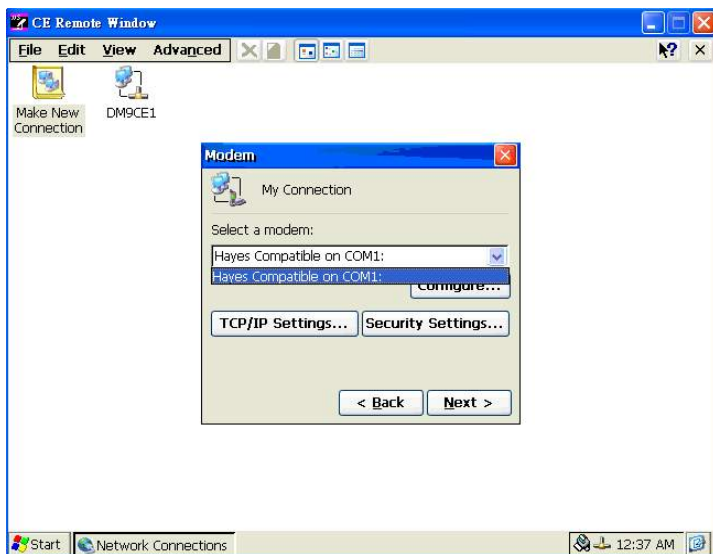 CE Remote Window
File Edit View Advanced
?
Make New Connection
DM9CE1
Modem
My Connection
Select a modem:
Hayes Compatible on COM1:
Hayes Compatible on COM1:
Configure...
TCP/IP Settings... Security Settings...
< Back Next >
Start Network Connections 12:37 AM